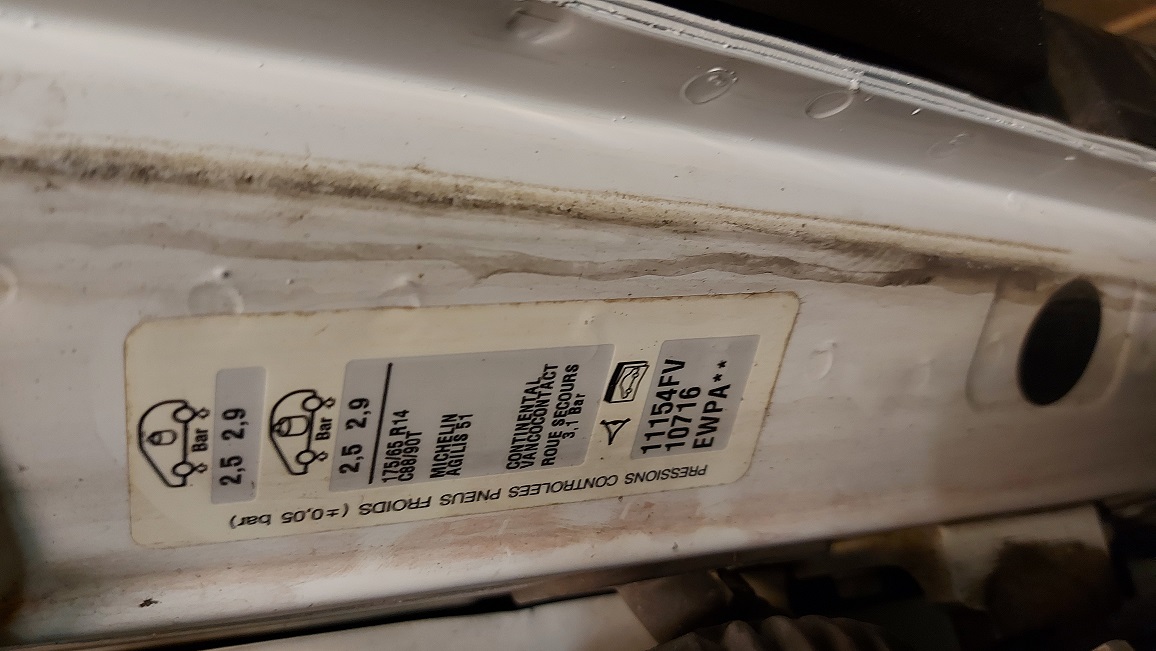 Bar
2,5 2,9
Bar
2,5 2,9
175/65 R14
C88/90T
MICHELIN
AGILIS 51
CONTINENTAL
VANCOCONTACT
ROUE SECOURS
3,1 Bar
11154FV
10716
EWPA**
PRESSIONS CONTROLEES PNEUS FROIDS (±0,05 bar)